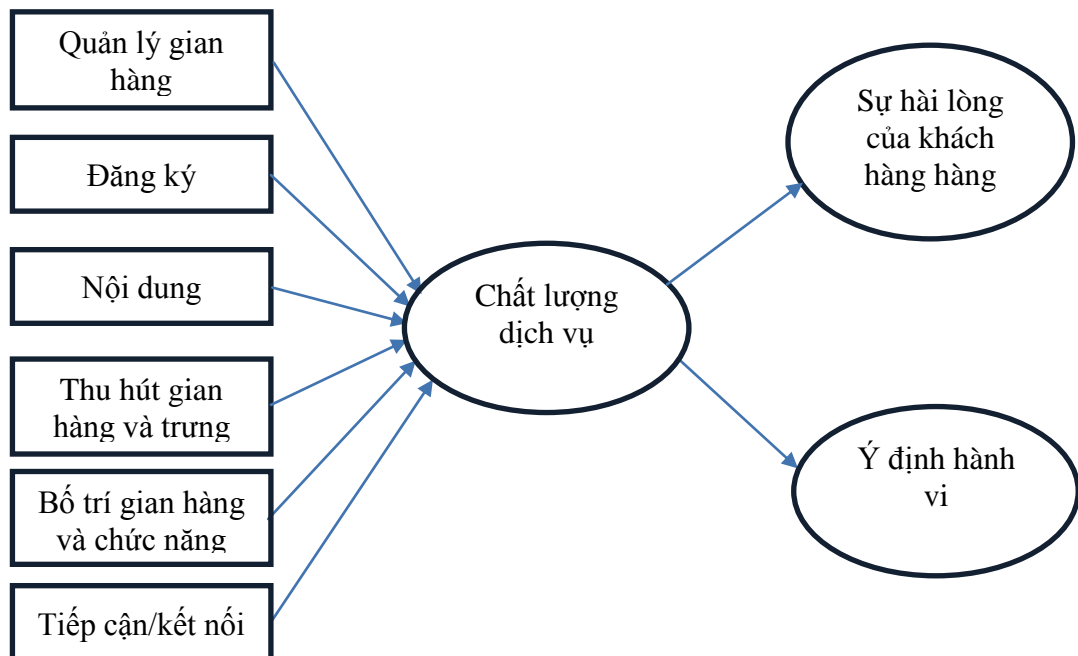 Quản lý gian
hàng
Đăng ký
Nội dung
Thu hút gian
hàng và trưng
Bố trí gian hàng
và chức năng
Tiếp cận/kết nối
Chất lượng
dịch vụ
Sự hài lòng
của khách
hàng hàng
Ý định hành
vi